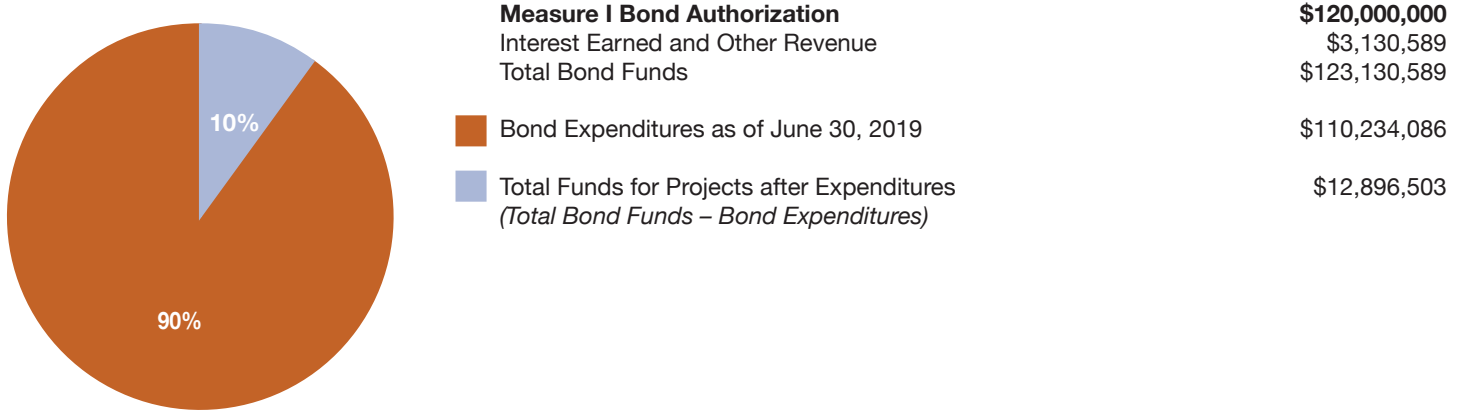 Measure I Bond Authorization $120,000,000
Interest Earned and Other Revenue $3,130,589
Total Bond Funds $123,130,589
10%
Bond Expenditures as of June 30, 2019 $110,234,086
Total Funds for Projects after Expenditures $12,896,503
(Total Bond Funds – Bond Expenditures)
90%